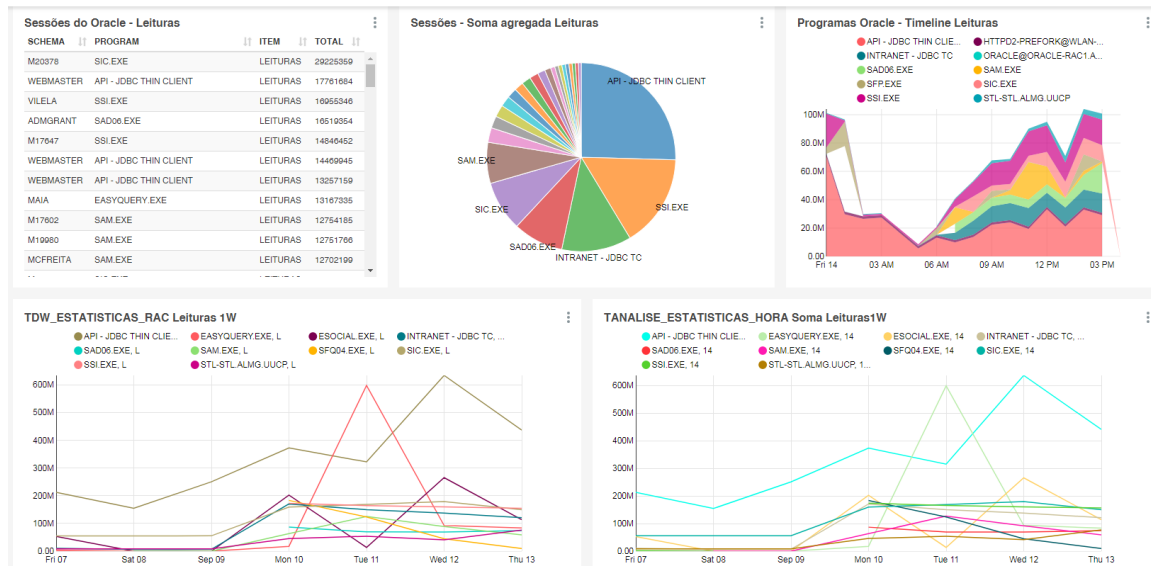 Sessões do Oracle - Leituras
SCHEMA PROGRAM ITEM TOTAL
M20378 SIC.EXE LEITURAS 29225359
WEBMASTER API - JDBC THIN CLIENT LEITURAS 17761684
VILELA SSI.EXE LEITURAS 16955346
ADMGRANT SAD06.EXE LEITURAS 16519354
M17647 SSI.EXE LEITURAS 14846452
WEBMASTER API - JDBC THIN CLIENT LEITURAS 14469945
WEBMASTER API - JDBC THIN CLIENT LEITURAS 13257159
MAIA EASYQUERY.EXE LEITURAS 13167335
M17602 SAM.EXE LEITURAS 12754185
M19980 SAM.EXE LEITURAS 12751766
MCFREITA SAM.EXE LEITURAS 12702199
Sessões - Soma agregada Leituras
API - JDBC THIN CLIENT
SAM.EXE
SIC.EXE
SSI.EXE
SAD06.EXE
INTRANET - JDBC TC
Programas Oracle - Timeline Leituras
API - JDBC THIN CLIE... HTTPD2-PREFORK@WLAN-...
INTRANET - JDBC TC ORACLE@ORACLE-RAC1.A...
SAD06.EXE SAM.EXE
SFP.EXE SIC.EXE
SSI.EXE STL-STL.ALMG.UUCP
100M
80.0M
60.0M
40.0M
20.0M
0.00
Fri 14 03 AM 06 AM 09 AM 12 PM 03 PM
TDW_ESTATISTICAS_RAC Leituras 1W
API - JDBC THIN CLIE... EASYQUERY.EXE, L ESOCIAL.EXE, L INTRANET - JDBC TC, ...
SAD06.EXE, L SAM.EXE, L SFQ04.EXE, L SIC.EXE, L
SSI.EXE, L STL-STL.ALMG.UUCP, L
600M
500M
400M
300M
200M
100M
0.00
Fri 07 Sat 08 Sep 09 Mon 10 Tue 11 Wed 12 Thu 13
TANALISE_ESTATISTICAS_HORA Soma Leituras1W
API - JDBC THIN CLIE... EASYQUERY.EXE, 14 ESOCIAL.EXE, 14 INTRANET - JDBC TC, ...
SAD06.EXE, 14 SAM.EXE, 14 SFQ04.EXE, 14 SIC.EXE, 14
SSI.EXE, 14 STL-STL.ALMG.UUCP, 1...
600M
500M
400M
300M
200M
100M
0.00
Fri 07 Sat 08 Sep 09 Mon 10 Tue 11 Wed 12 Thu 13